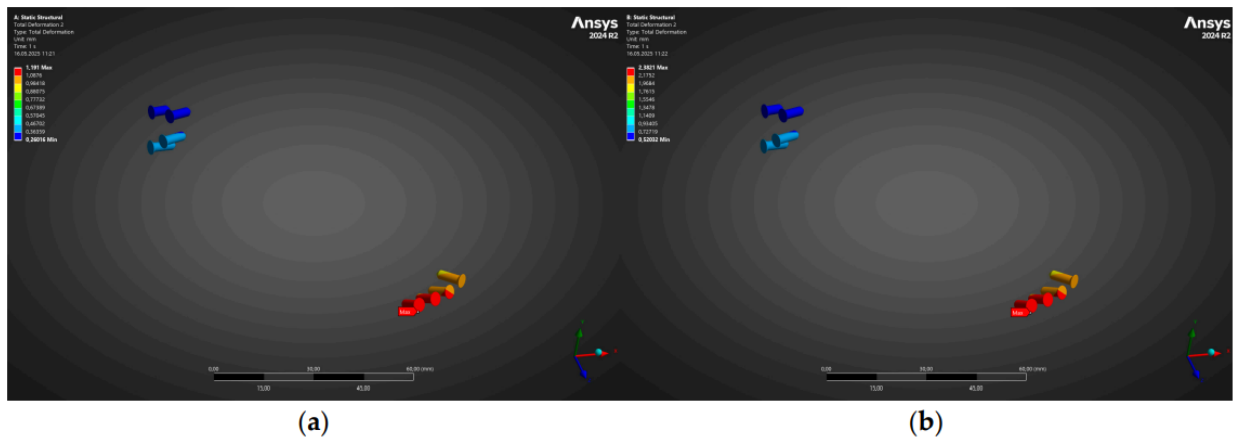 A: Static Structural
Total Deformation 2
Type: Total Deformation
Unit: mm
Time: 1 s
16.05.2025 11:21
1,191 Max
1,0876
0,98418
0,88075
0,77732
0,67389
0,57045
0,46702
0,36359
0,26016 Min
Ansys
2024 R2
Max
0,00
30,00
60,00 (mm)
15,00
45,00
B: Static Structural
Total Deformation 2
Type: Total Deformation
Unit: mm
Time: 1 s
16.05.2025 11:22
2,3821 Max
2,1752
1,9684
1,7615
1,5546
1,3478
1,1409
0,93405
0,72719
0,52032 Min
Ansys
2024 R2
Max
0,00
30,00
60,00 (mm)
15,00
45,00
(a)
(b)